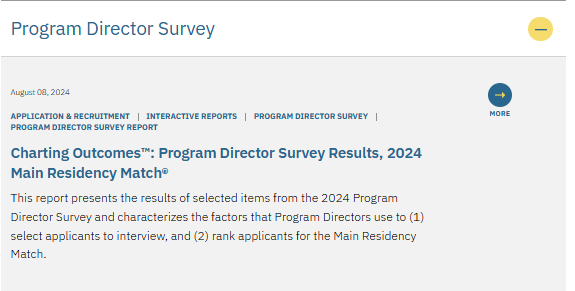 Program Director Survey
August 08, 2024
MORE
APPLICATION & RECRUITMENT | INTERACTIVE REPORTS | PROGRAM DIRECTOR SURVEY |
PROGRAM DIRECTOR SURVEY REPORT
Charting Outcomes™: Program Director Survey Results, 2024
Main Residency Match®
This report presents the results of selected items from the 2024 Program
Director Survey and characterizes the factors that Program Directors use to (1)
select applicants to interview, and (2) rank applicants for the Main Residency
Match.